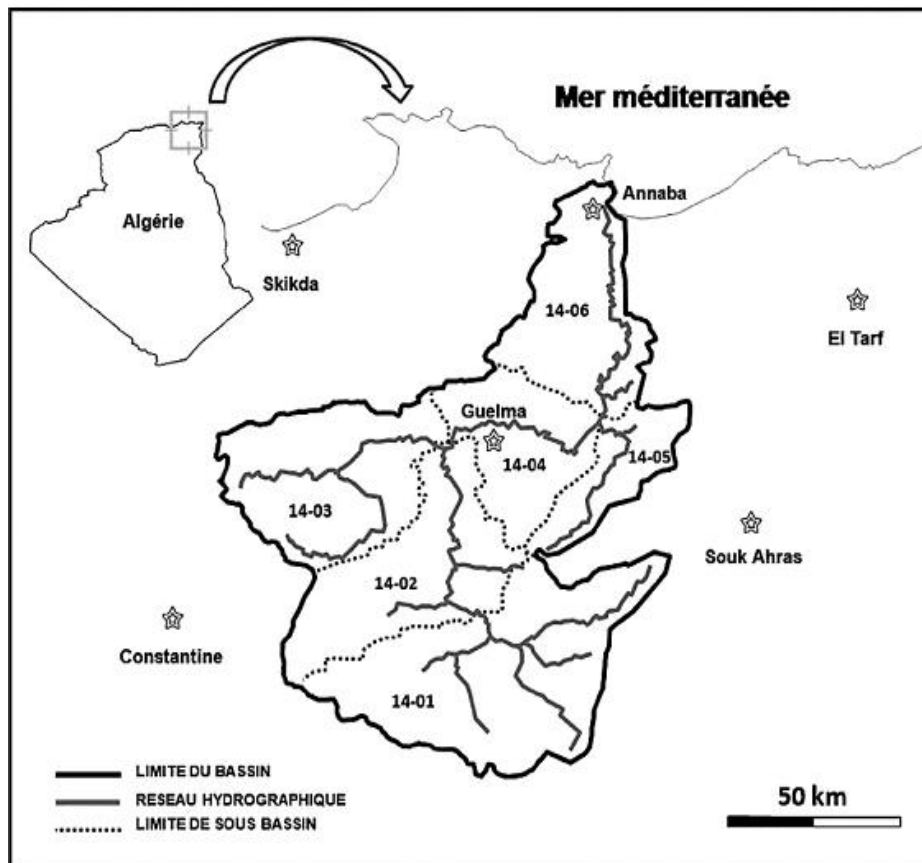 Mer méditerranée
Annaba
Algérie
Skikda
14-06
El Tarf
Guelma
14-04
14-05
14-03
Souk Ahras
14-02
Constantine
14-01
LIMITE DU BASSIN
RESEAU HYDROGRAPHIQUE
LIMITE DE SOUS BASSIN
50 km